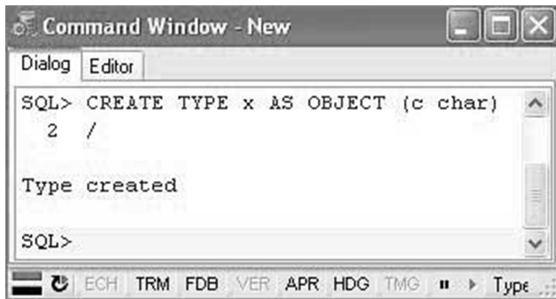 Command Window - New
Dialog Editor
SQL> CREATE TYPE x AS OBJECT (c char)
2 /
Type created
SQL>
ECH TRM FDB VER APR HDG TMG Type